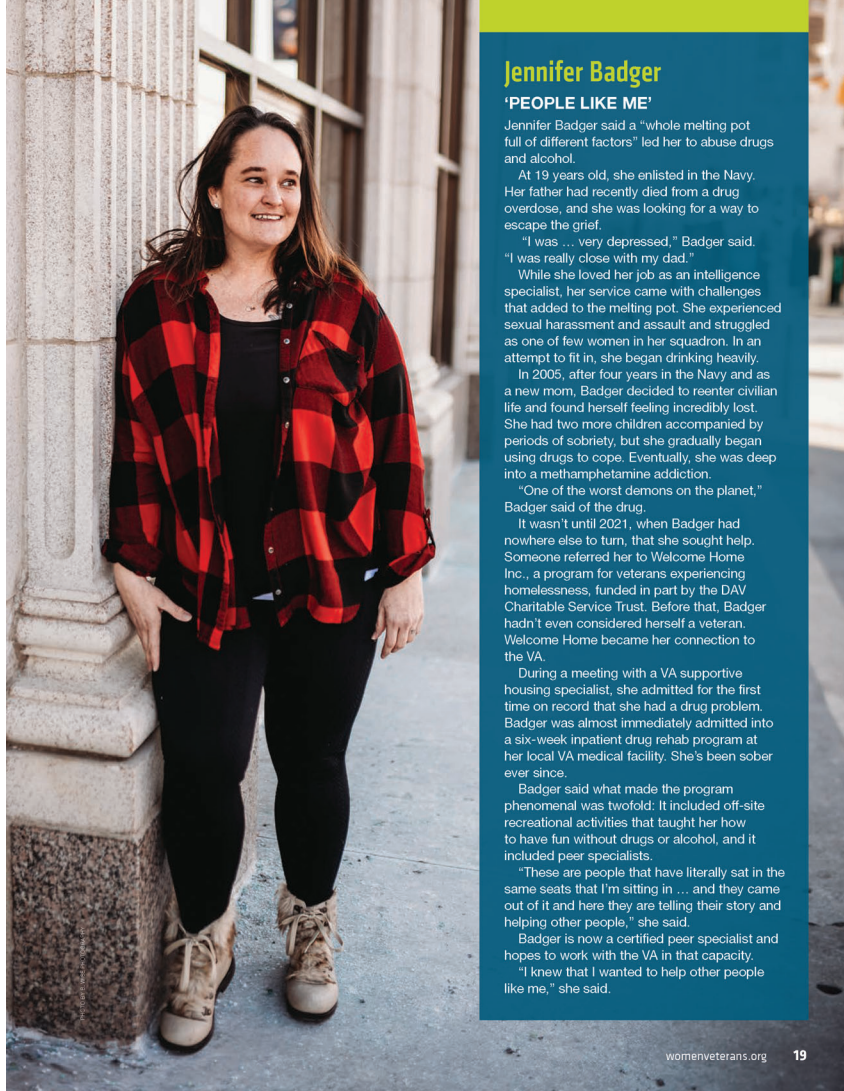 Jennifer Badger
‘PEOPLE LIKE ME’
Jennifer Badger said a “whole melting pot
full of different factors” led her to abuse drugs
and alcohol.
At 19 years old, she enlisted in the Navy.
Her father had recently died from a drug
overdose, and she was looking for a way to
escape the grief.
“I was … very depressed,” Badger said.
“I was really close with my dad.”
While she loved her job as an intelligence
specialist, her service came with challenges
that added to the melting pot. She experienced
sexual harassment and assault and struggled
as one of few women in her squadron. In an
attempt to fit in, she began drinking heavily.
In 2005, after four years in the Navy and as
a new mom, Badger decided to reenter civilian
life and found herself feeling incredibly lost.
She had two more children accompanied by
periods of sobriety, but she gradually began
using drugs to cope. Eventually, she was deep
into a methamphetamine addiction.
“One of the worst demons on the planet,”
Badger said of the drug.
It wasn’t until 2021, when Badger had
nowhere else to turn, that she sought help.
Someone referred her to Welcome Home
Inc., a program for veterans experiencing
homelessness, funded in part by the DAV
Charitable Service Trust. Before that, Badger
hadn’t even considered herself a veteran.
Welcome Home became her connection to
the VA.
During a meeting with a VA supportive
housing specialist, she admitted for the first
time on record that she had a drug problem.
Badger was almost immediately admitted into
a six-week inpatient drug rehab program at
her local VA medical facility. She’s been sober
ever since.
Badger said what made the program
phenomenal was twofold: It included off-site
recreational activities that taught her how
to have fun without drugs or alcohol, and it
included peer specialists.
“These are people that have literally sat in the
same seats that I’m sitting in … and they came
out of it and here they are telling their story and
helping other people,” she said.
Badger is now a certified peer specialist and
hopes to work with the VA in that capacity.
“I knew that I wanted to help other people
like me,” she said.
womenveterans.org 19